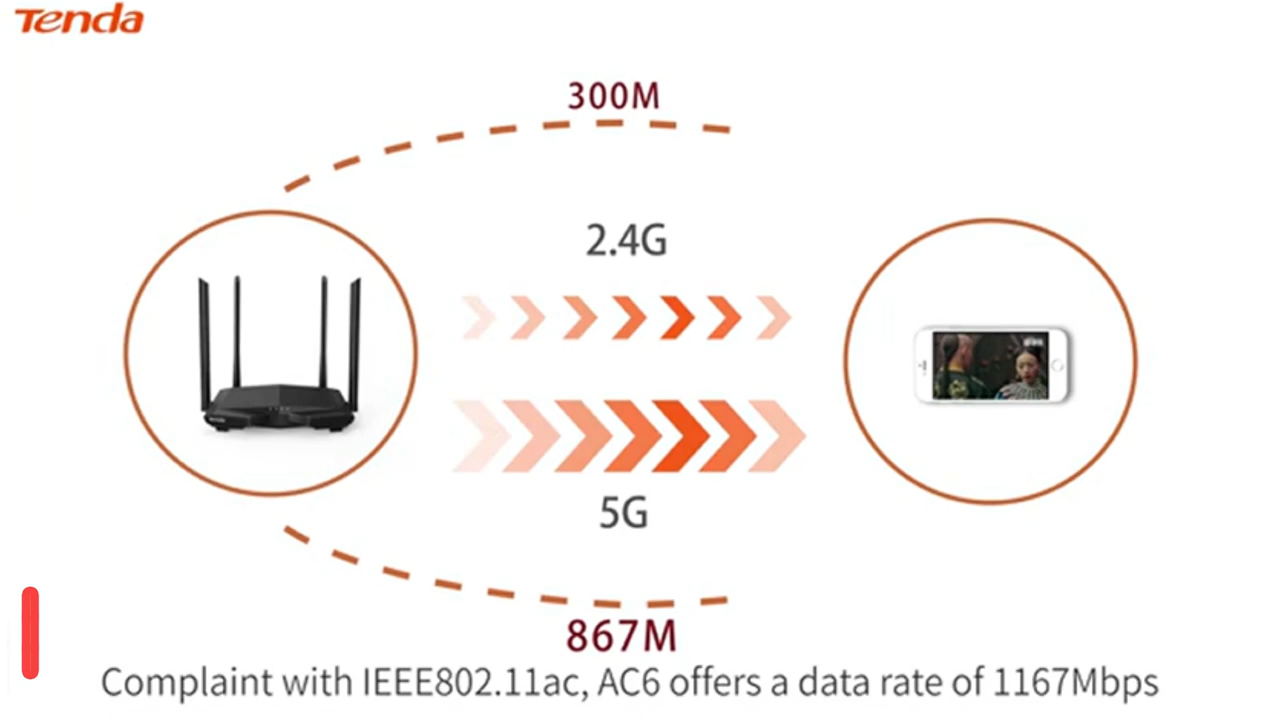 Tenda
300M
2.4G
5G
867M
Complaint with IEEE802.11ac, AC6 offers a data rate of 1167Mbps